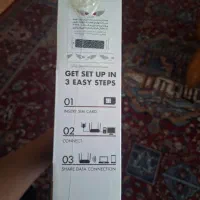 GET SET UP IN
3 EASY STEPS
01
INSERT SIM CARD
02
CONNECT
03
SHARE DATA CONNECTION